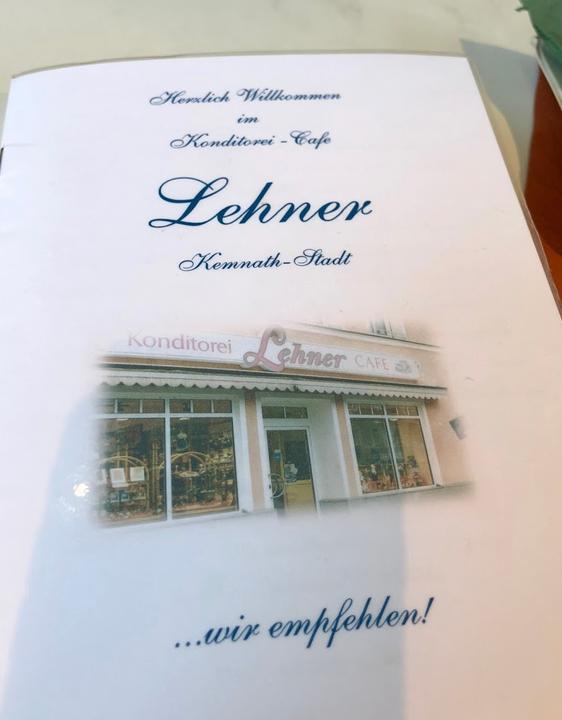 Herzlich Willkommen
im
Konditorei - Cafe
Lehner
Kemnath-Stadt
Konditorei Lehner CAFE
...wir empfehlen!